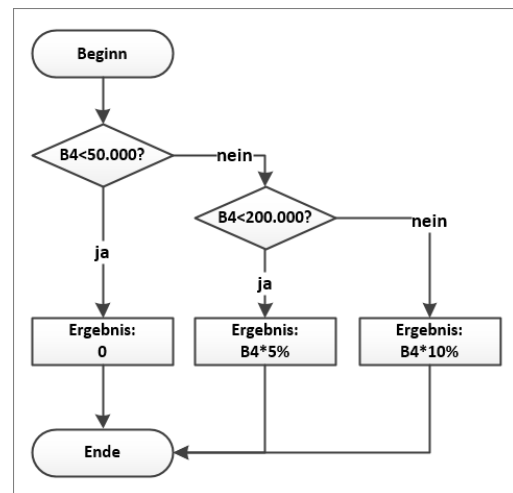 Beginn
B4<50.000?
nein
B4<200.000?
nein
ja
ja
Ergebnis:
0
Ergebnis:
B4*5%
Ergebnis:
B4*10%
Ende